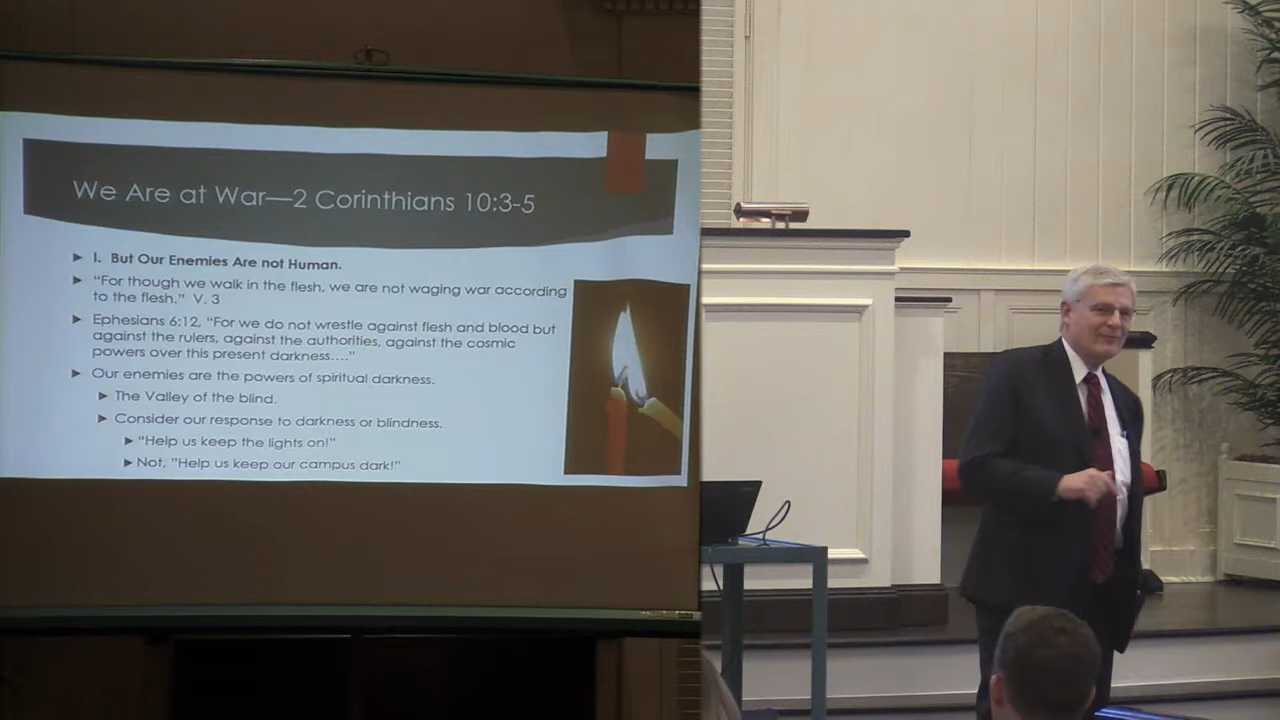 We Are at War—2 Corinthians 10:3-5
I. But Our Enemies Are not Human.
"For though we walk in the flesh, we are not waging war according
to the flesh." V. 3
Ephesians 6:12, "For we do not wrestle against flesh and blood but
against the rulers, against the authorities, against the cosmic
powers over this present darkness...."
Our enemies are the powers of spiritual darkness.
The Valley of the blind.
Consider our response to darkness or blindness.
"Help us keep the lights on!"
Not, "Help us keep our campus dark!"